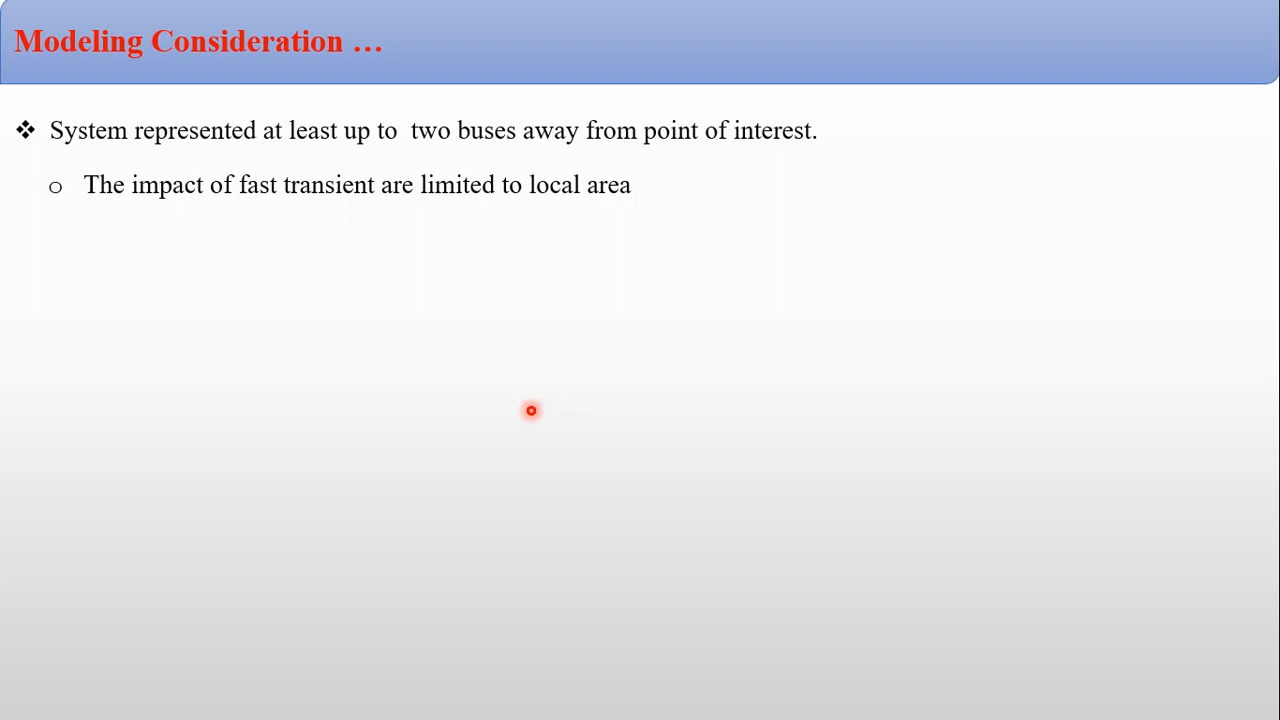 Modeling Consideration …
❖ System represented at least up to two buses away from point of interest.
o The impact of fast transient are limited to local area